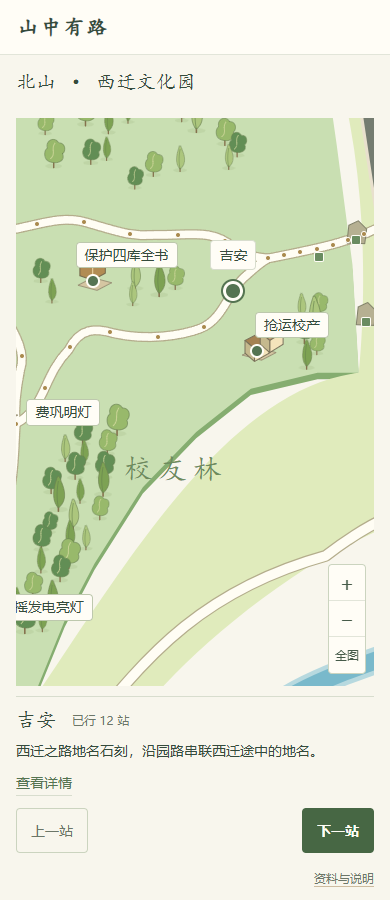 山中有路
北山 • 西迁文化园
保护四库全书
吉安
抢运校产
费巩明灯
校友林
摇发电亮灯
+
−
全图
吉安 已行 12 站
西迁之路地名石刻，沿园路串联西迁途中的地名。
查看详情
上一站
下一站
资料与说明